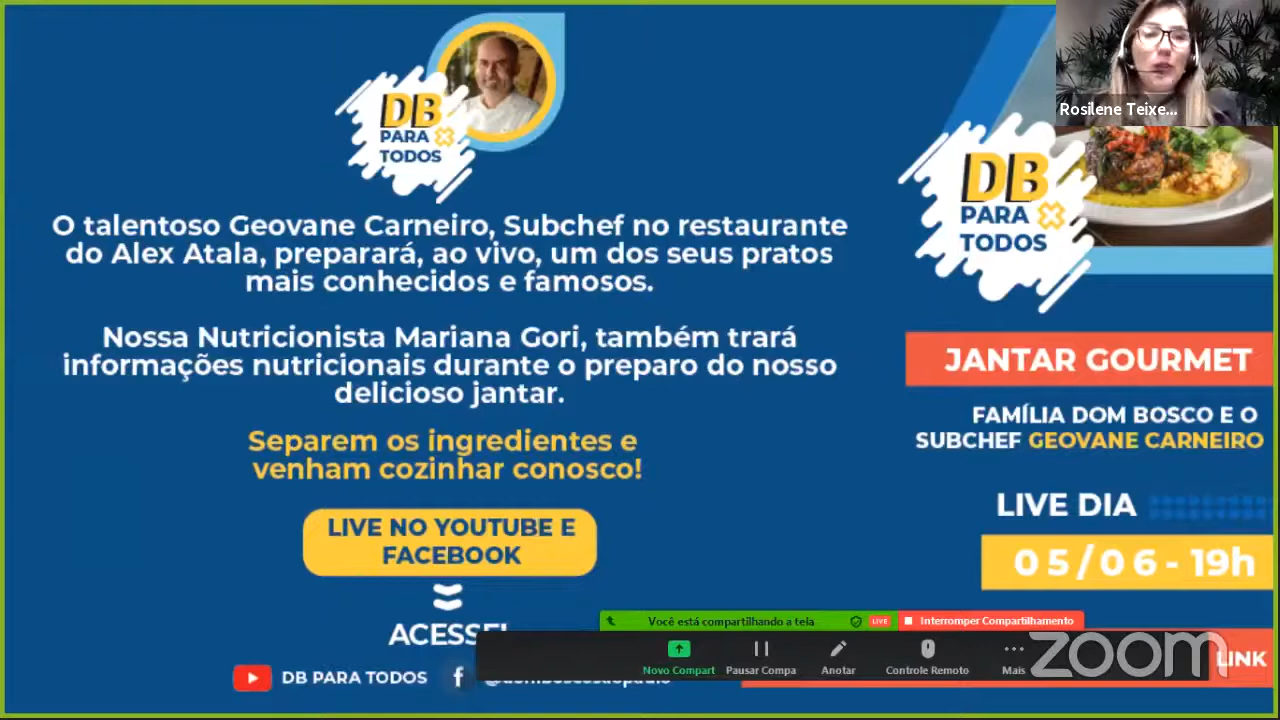 DB
PARA
TODOS
O talentoso Geovane Carneiro, Subchef no restaurante
do Alex Atala, preparará, ao vivo, um dos seus pratos
mais conhecidos e famosos.
Nossa Nutricionista Mariana Gori, também trará
informações nutricionais durante o preparo do nosso
delicioso jantar.
Separem os ingredientes e
venham cozinhar conosco!
LIVE NO YOUTUBE E
FACEBOOK
ACESSE!
DB PARA TODOS
Rosilene Teixe...
DB
PARA
TODOS
JANTAR GOURMET
FAMÍLIA DOM BOSCO E O
SUBCHEF GEOVANE CARNEIRO
LIVE DIA
05/06 - 19h
LINK
Você está compartilhando a tela LIVE Interromper Compartilhamento
Novo Compart Pausar Compa Anotar Controle Remoto Mais
zoom